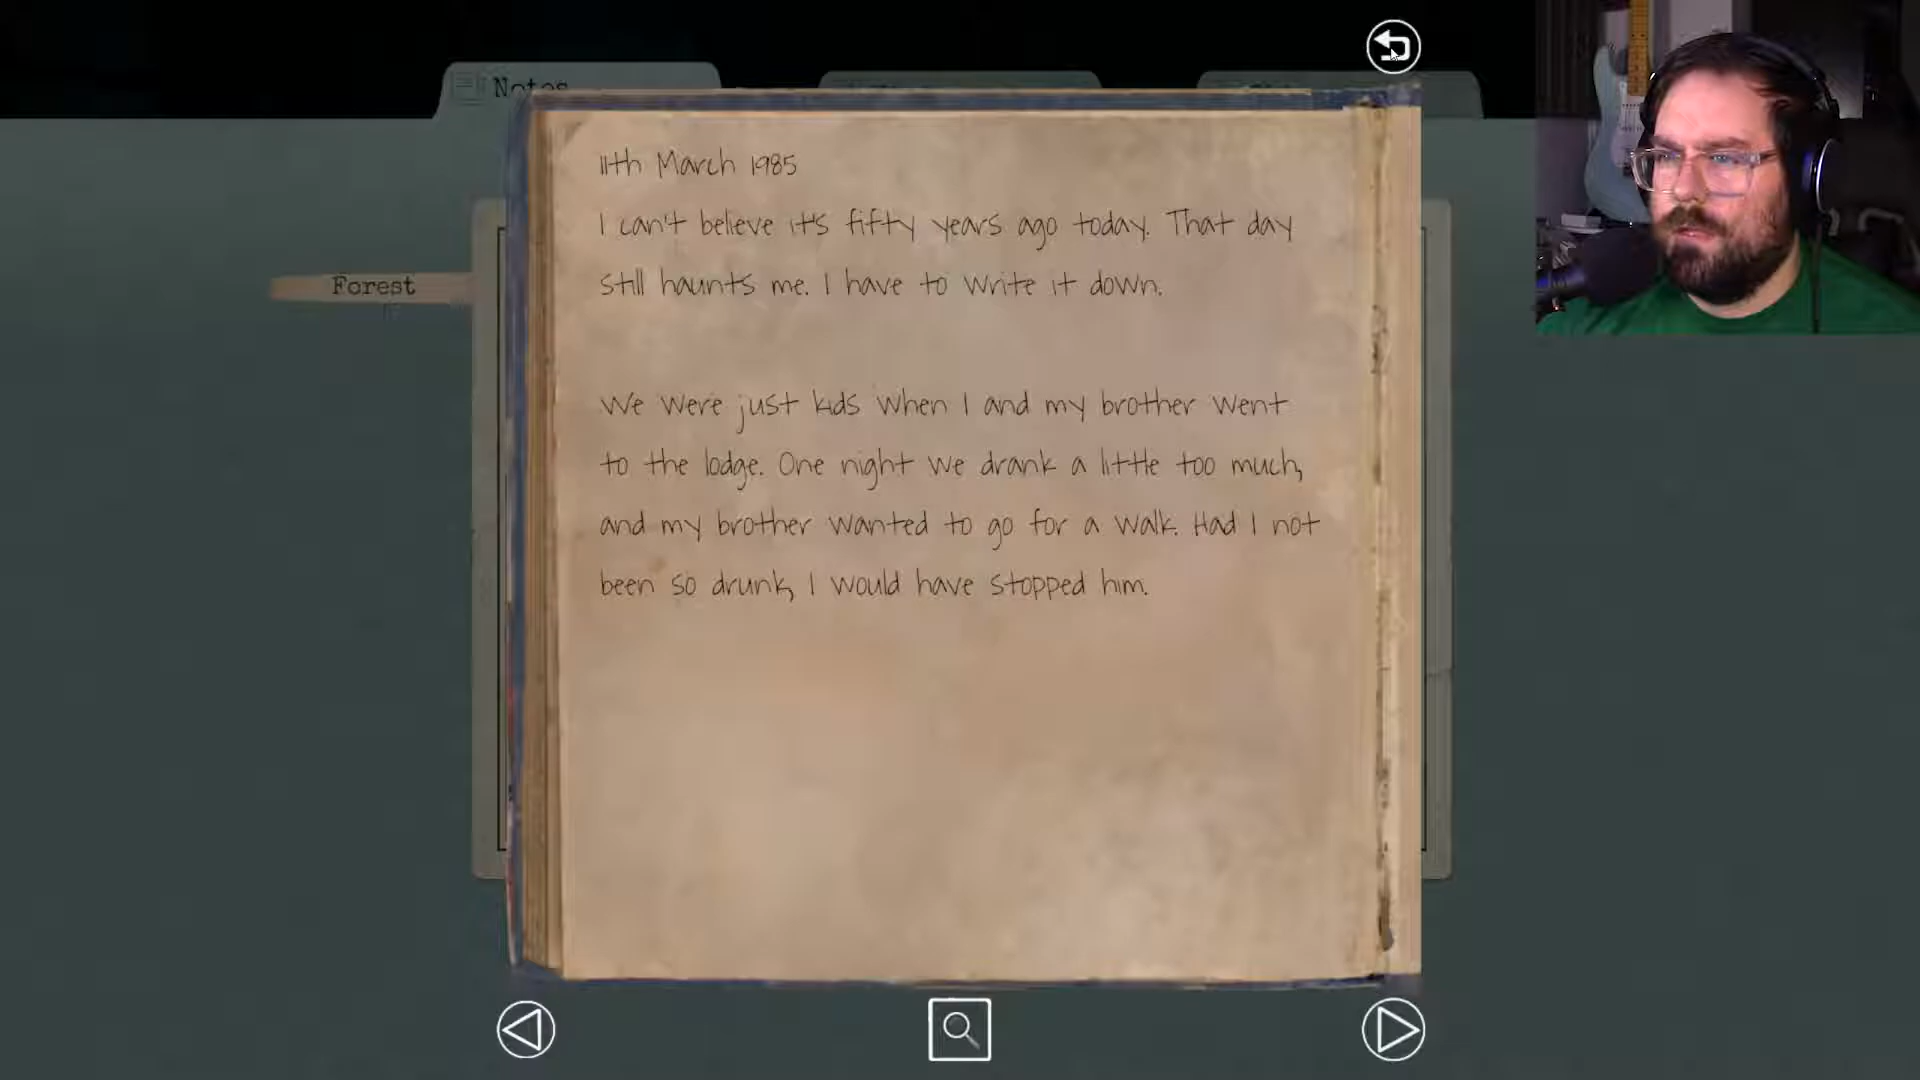 Notes
Forest
11th March 1985
I can't believe it's fifty years ago today. That day
still haunts me. I have to write it down.
We were just kids when I and my brother went
to the lodge. One night we drank a little too much,
and my brother wanted to go for a walk. Had I not
been so drunk, I would have stopped him.